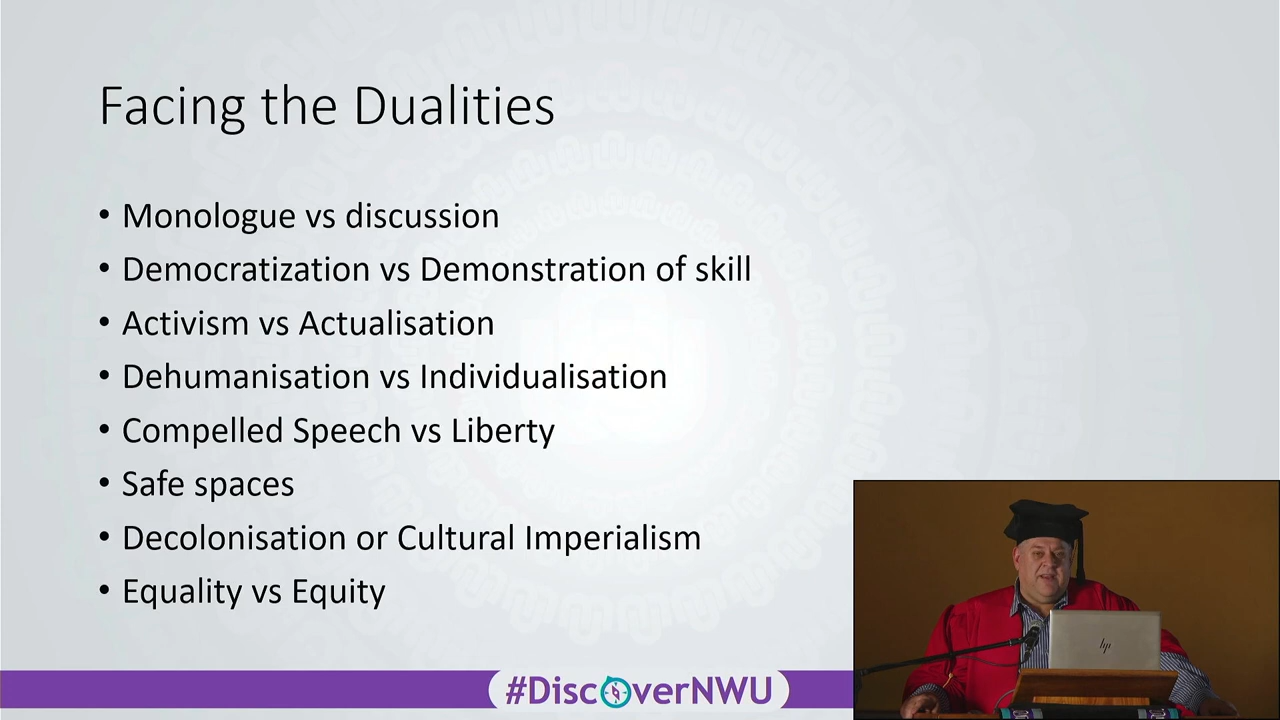 Facing the Dualities
• Monologue vs discussion
• Democratization vs Demonstration of skill
• Activism vs Actualisation
• Dehumanisation vs Individualisation
• Compelled Speech vs Liberty
• Safe spaces
• Decolonisation or Cultural Imperialism
• Equality vs Equity
#DiscoverNWU
hp